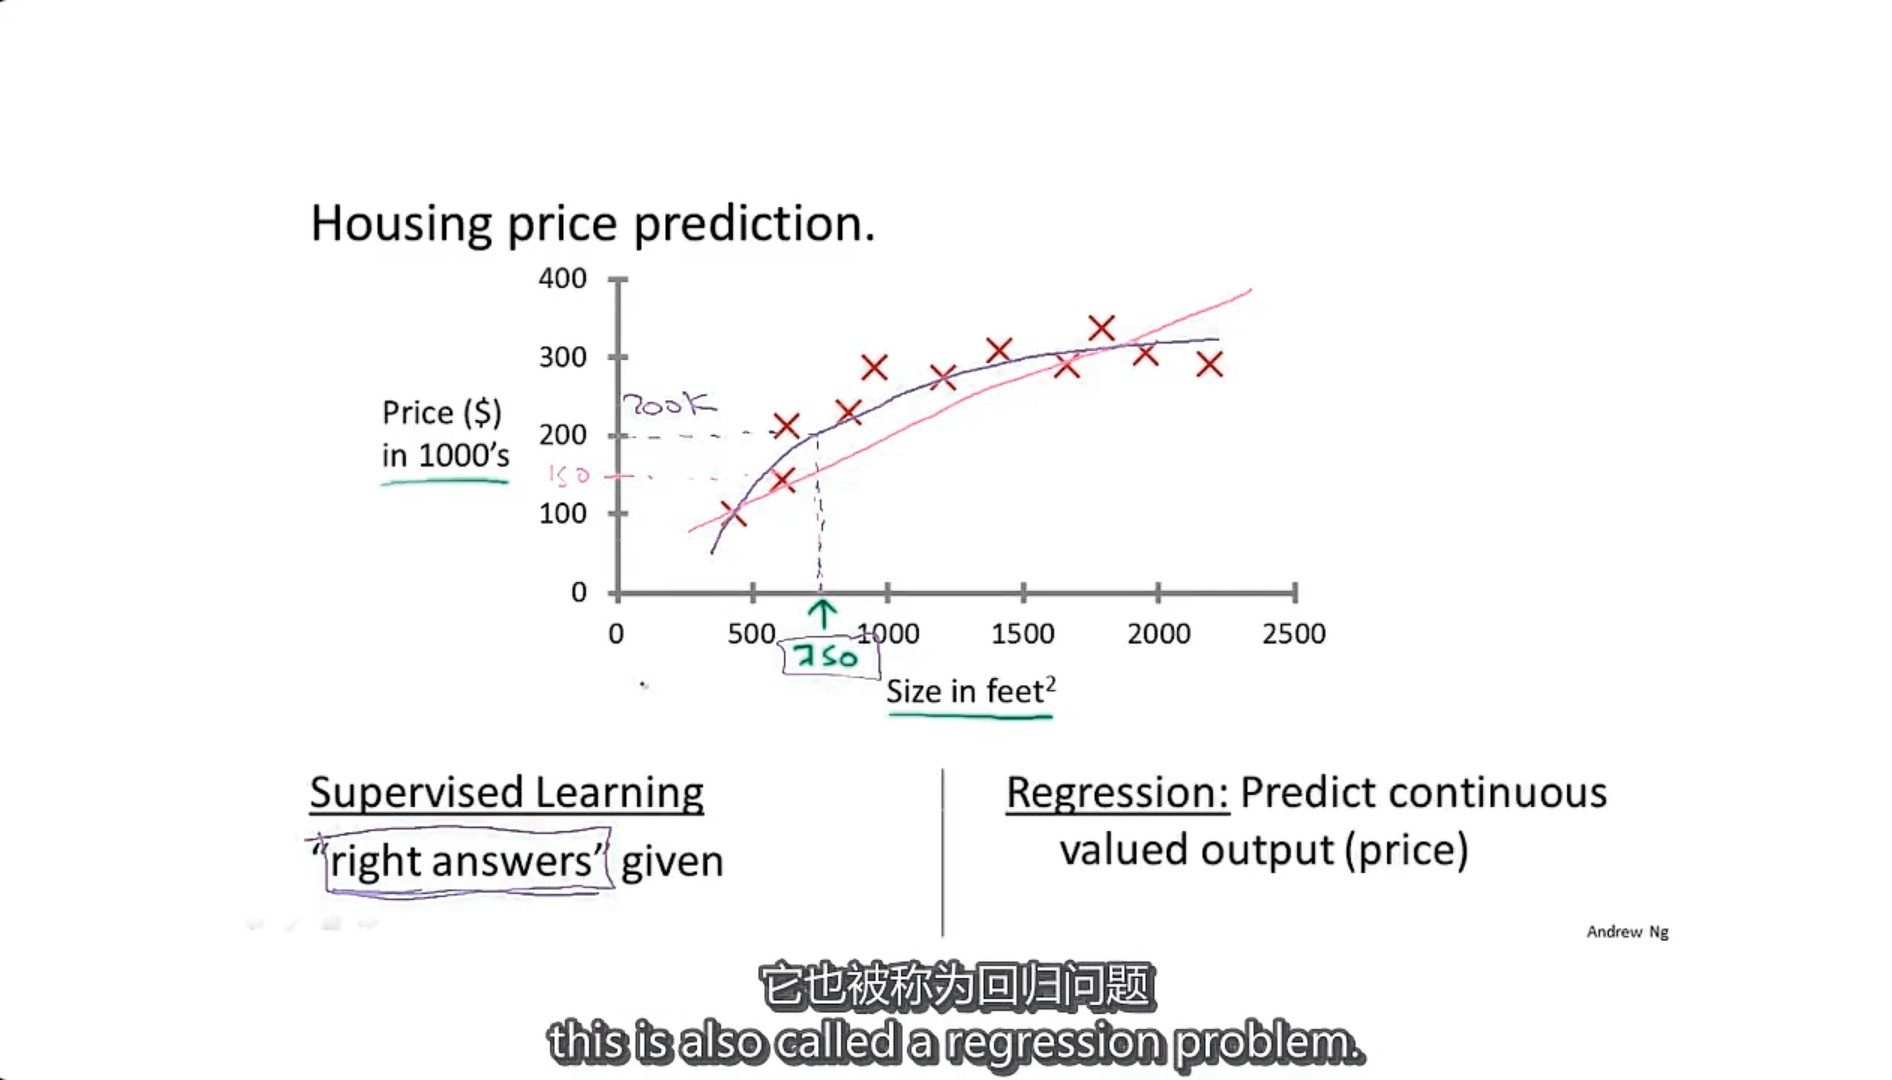 Housing price prediction.
400
300
200K
Price ($)
in 1000's
200
150
100
0
0 500 1000 1500 2000 2500
750
Size in feet²
Supervised Learning
“right answers” given
Regression: Predict continuous
valued output (price)
Andrew Ng
它也被称为回归问题
this is also called a regression problem.